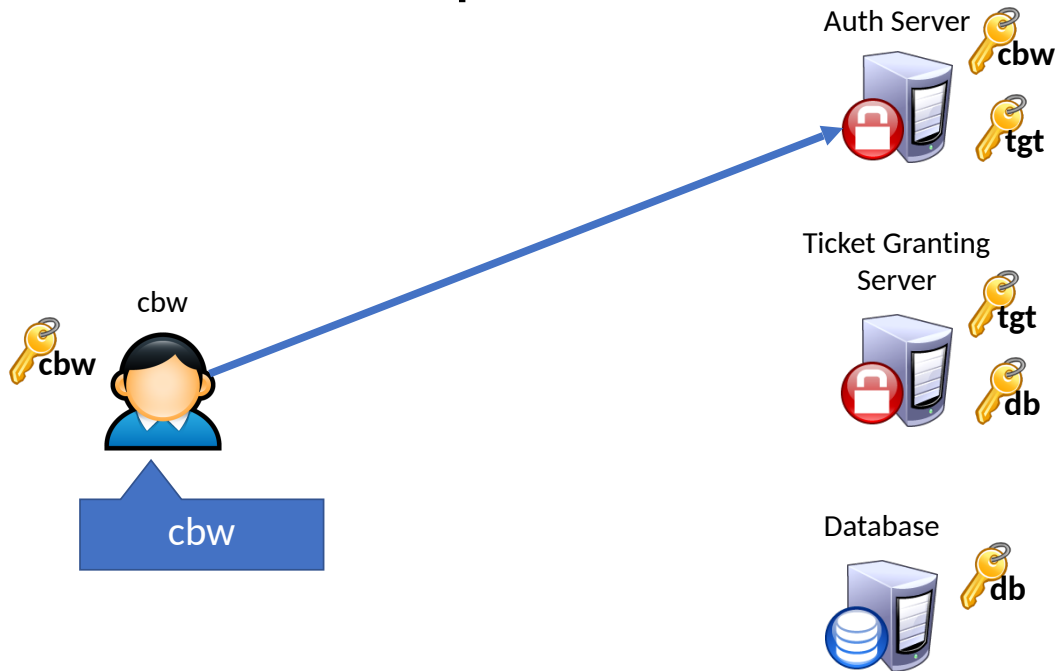 Auth Server
cbw
tgt
Ticket Granting
Server
tgt
db
cbw
cbw
cbw
Database
db